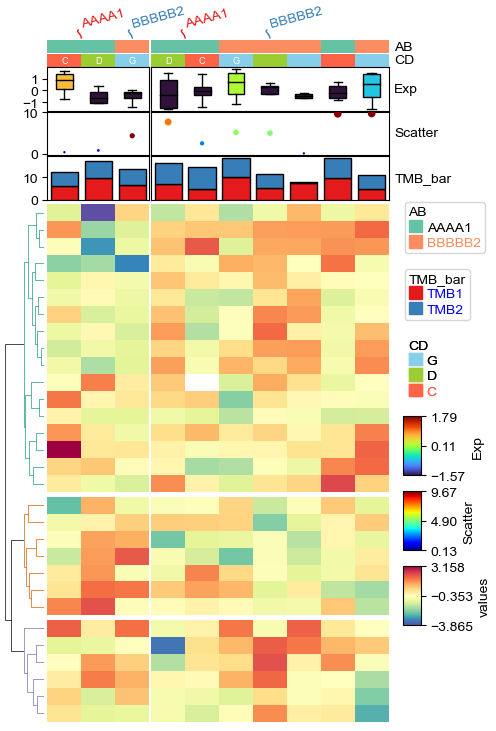 AAAA1 BBBBB2 AAAA1 BBBBB2
AB
C D G D C G D G C G CD
1
0
−1
Exp
10
0
Scatter
10
0
TMB_bar
AB
AAAA1
BBBBB2
TMB_bar
TMB1
TMB2
CD
G
D
C
1.79
0.11
−1.57
Exp
9.67
4.90
0.13
Scatter
3.158
−0.353
−3.865
values